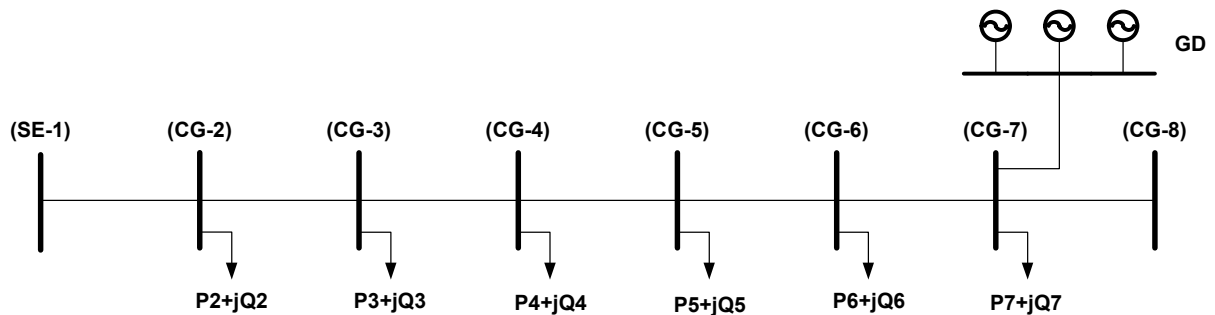 GD
(SE-1) (CG-2) (CG-3) (CG-4) (CG-5) (CG-6) (CG-7) (CG-8)
P2+jQ2 P3+jQ3 P4+jQ4 P5+jQ5 P6+jQ6 P7+jQ7